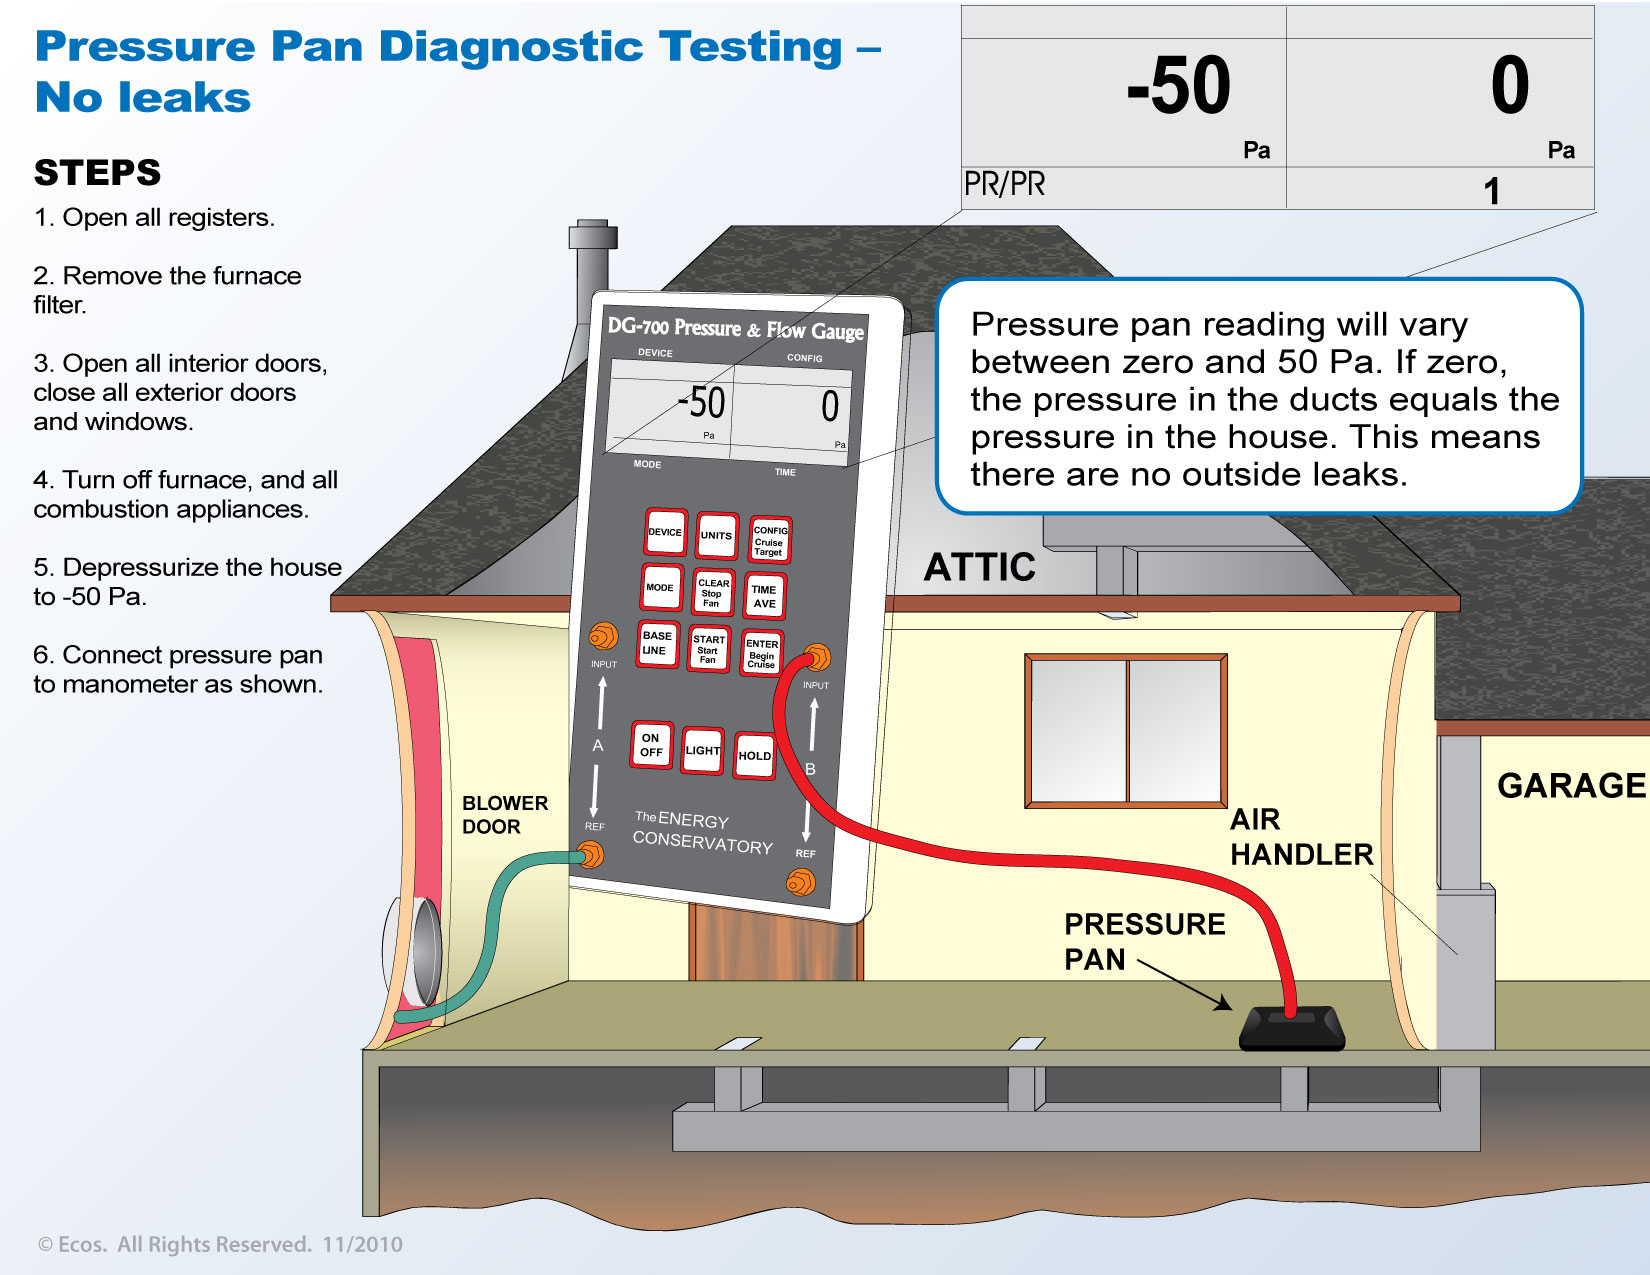 Pressure Pan Diagnostic Testing –
No leaks
STEPS
1. Open all registers.
2. Remove the furnace
filter.
3. Open all interior doors,
close all exterior doors
and windows.
4. Turn off furnace, and all
combustion appliances.
5. Depressurize the house
to -50 Pa.
6. Connect pressure pan
to manometer as shown.
-50 0
Pa Pa
PR/PR 1
Pressure pan reading will vary
between zero and 50 Pa. If zero,
the pressure in the ducts equals the
pressure in the house. This means
there are no outside leaks.
DG-700 Pressure & Flow Gauge
DEVICE CONFIG
-50 0
Pa Pa
MODE TIME
DEVICE
UNITS
CONFIG
Cruise
Target
MODE
CLEAR
Stop
Fan
TIME
AVE
BASE
LINE
START
Start
Fan
ENTER
Begin
Cruise
INPUT
A
REF
INPUT
B
REF
ON
OFF
LIGHT
HOLD
The ENERGY
CONSERVATORY
BLOWER
DOOR
ATTIC
GARAGE
AIR
HANDLER
PRESSURE
PAN
© Ecos. All Rights Reserved. 11/2010